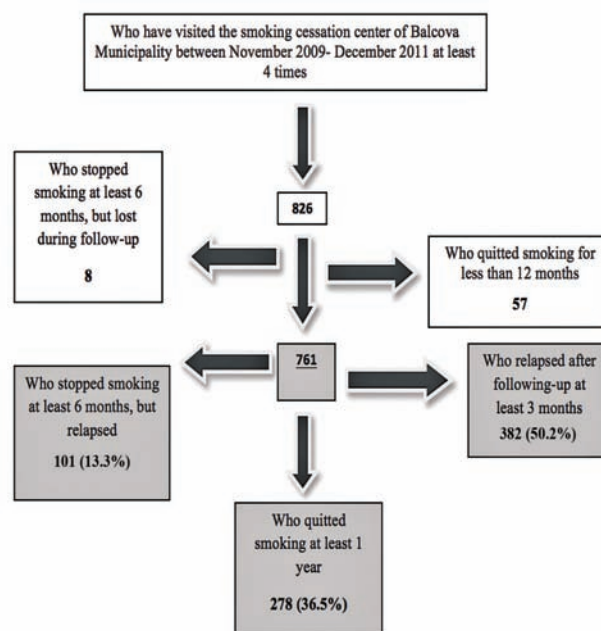 Who have visited the smoking cessation center of Balcova
Municipality between November 2009- December 2011 at least
4 times
826
Who stopped
smoking at least 6
months, but lost
during follow-up
8
Who quitted smoking for
less than 12 months
57
761
Who stopped smoking
at least 6 months, but
relapsed
101 (13.3%)
Who relapsed after
following-up at
least 3 months
382 (50.2%)
Who quitted
smoking at least 1
year
278 (36.5%)